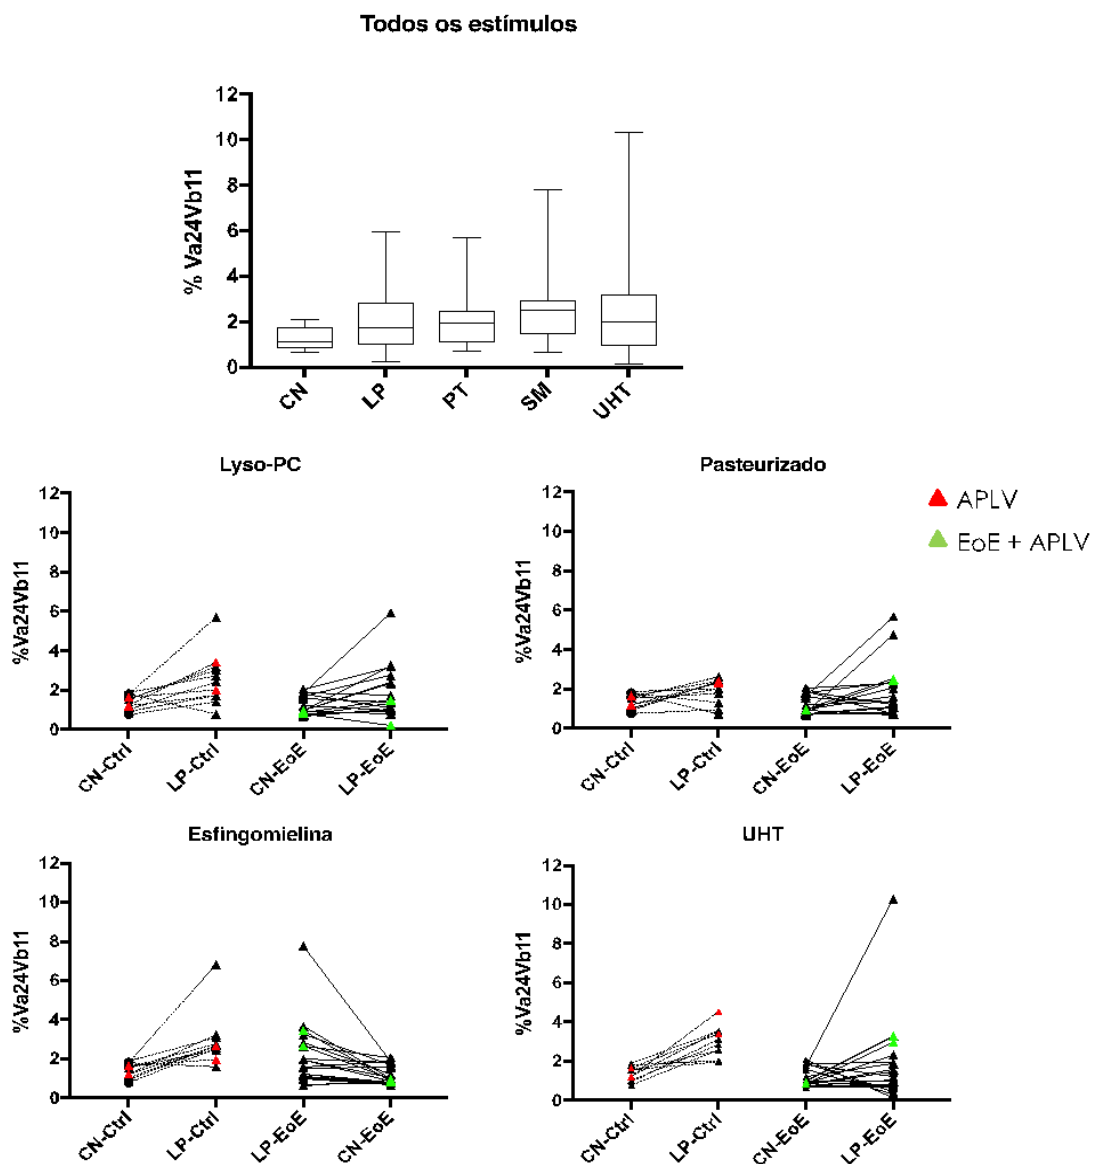 Todos os estímulos
% Va24Vb11
12
10
8
6
4
2
0
CN
LP
PT
SM
UHT
Lyso-PC
%Va24Vb11
12
10
8
6
4
2
0
CN-Ctrl
LP-Ctrl
CN-EoE
LP-EoE
Pasteurizado
%Va24Vb11
12
10
8
6
4
2
0
CN-Ctrl
LP-Ctrl
CN-EoE
LP-EoE
APLV
EoE + APLV
Esfingomielina
%Va24Vb11
12
10
8
6
4
2
0
CN-Ctrl
LP-Ctrl
LP-EoE
CN-EoE
UHT
%Va24Vb11
12
10
8
6
4
2
0
CN-Ctrl
LP-Ctrl
CN-EoE
LP-EoE